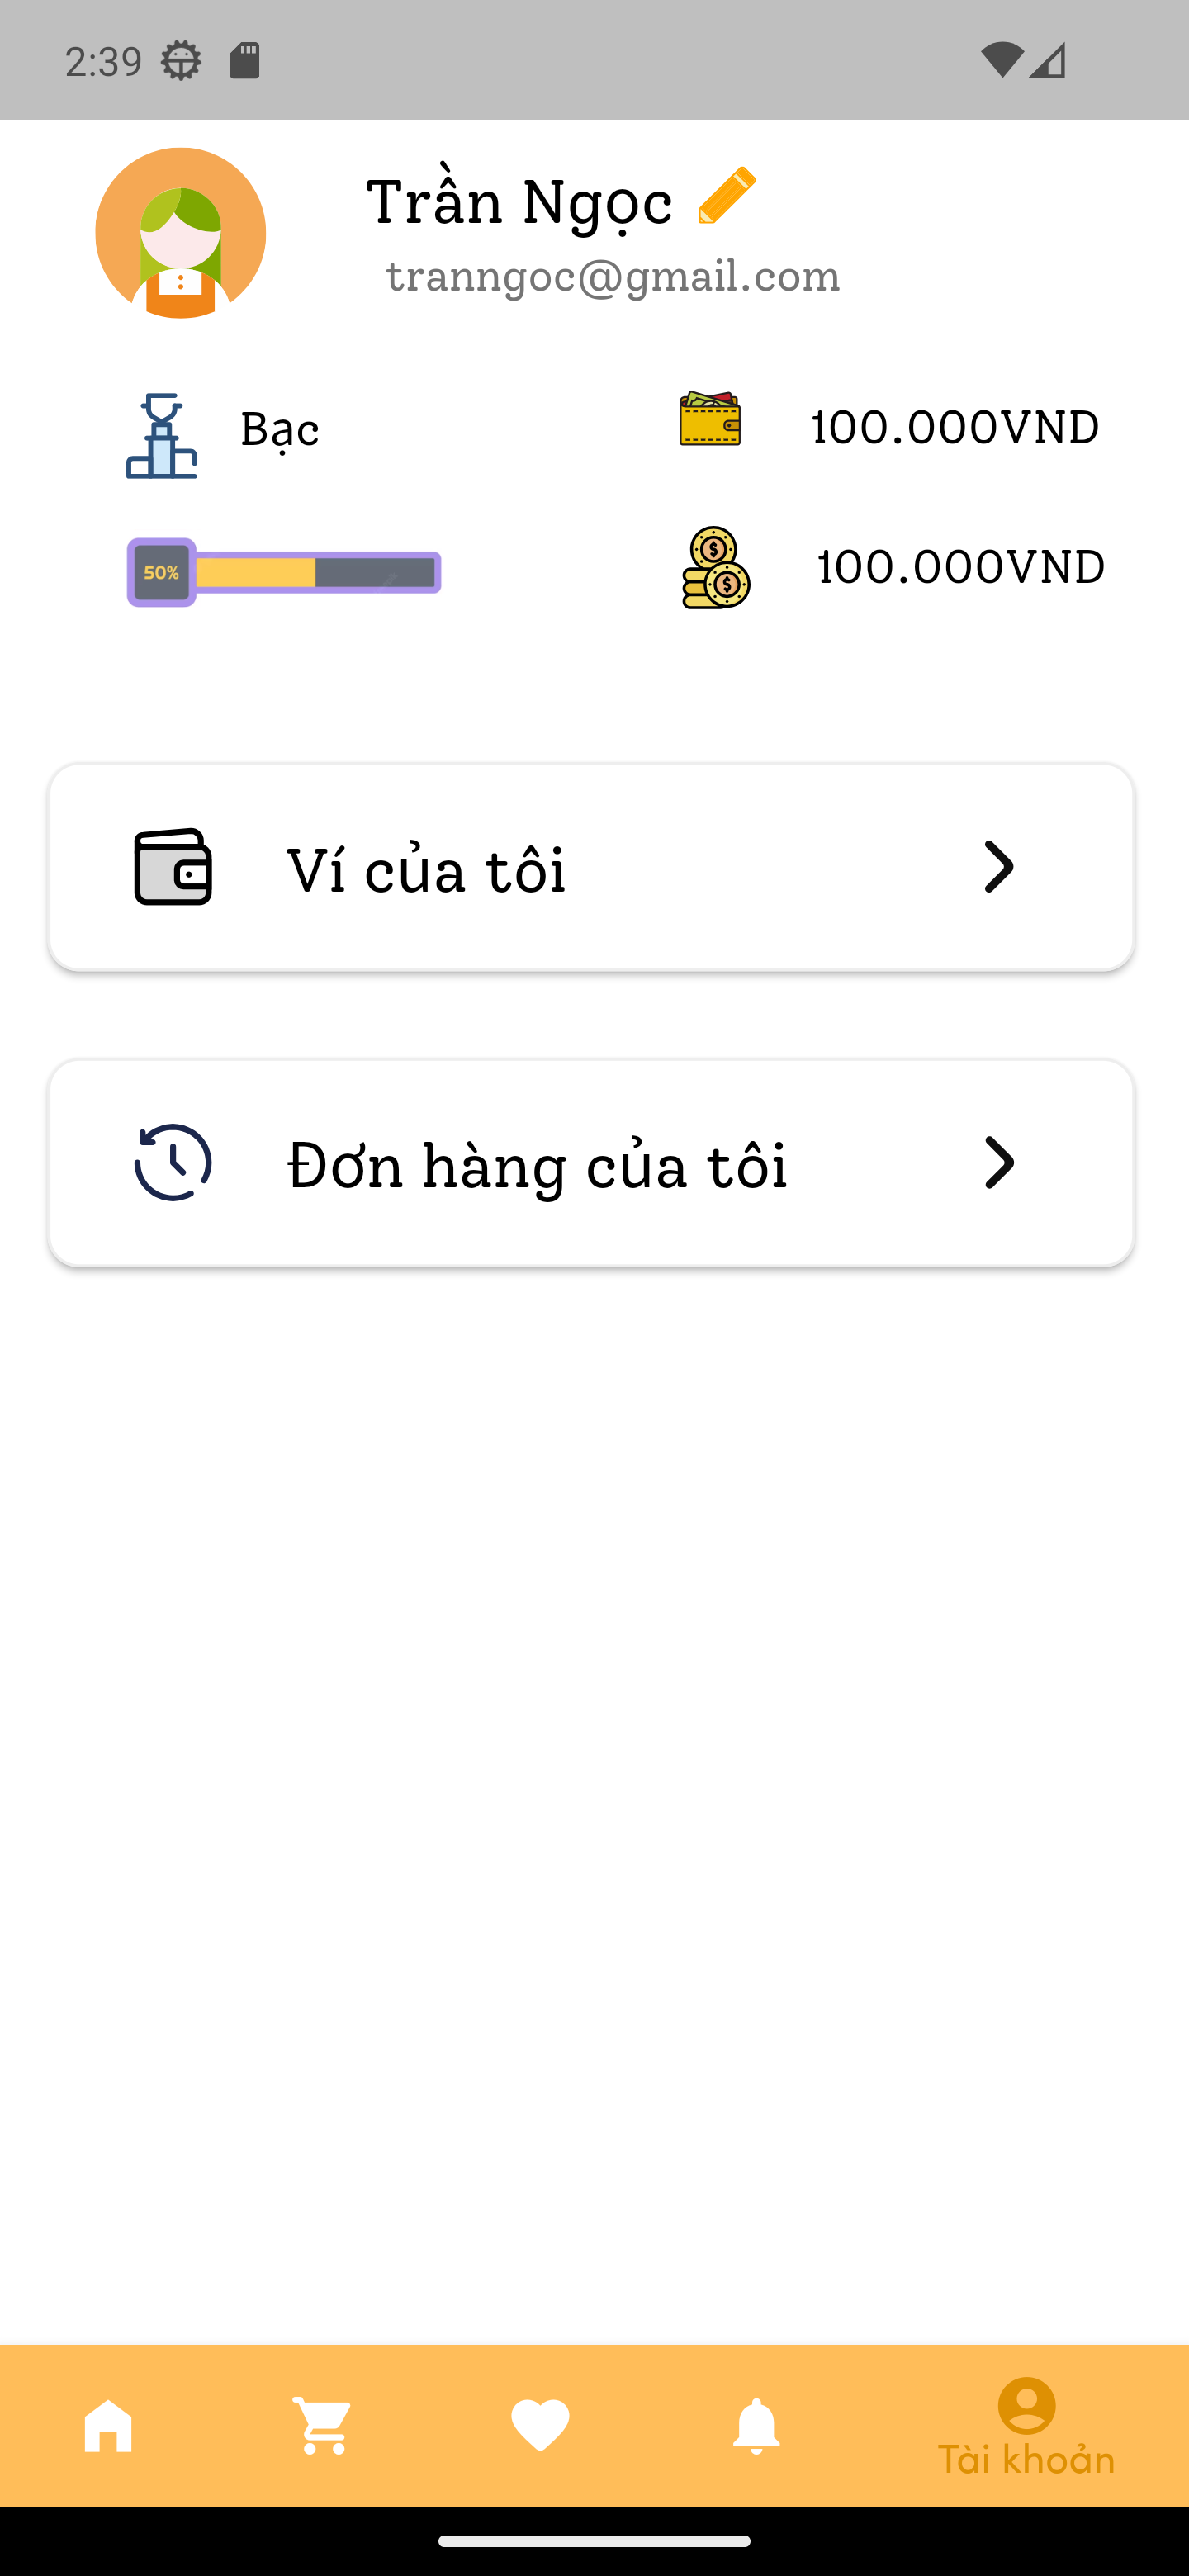 2:39
Trần Ngọc
tranngoc@gmail.com
Bạc
100.000VND
50%
100.000VND
Ví của tôi
Đơn hàng của tôi
Tài khoản